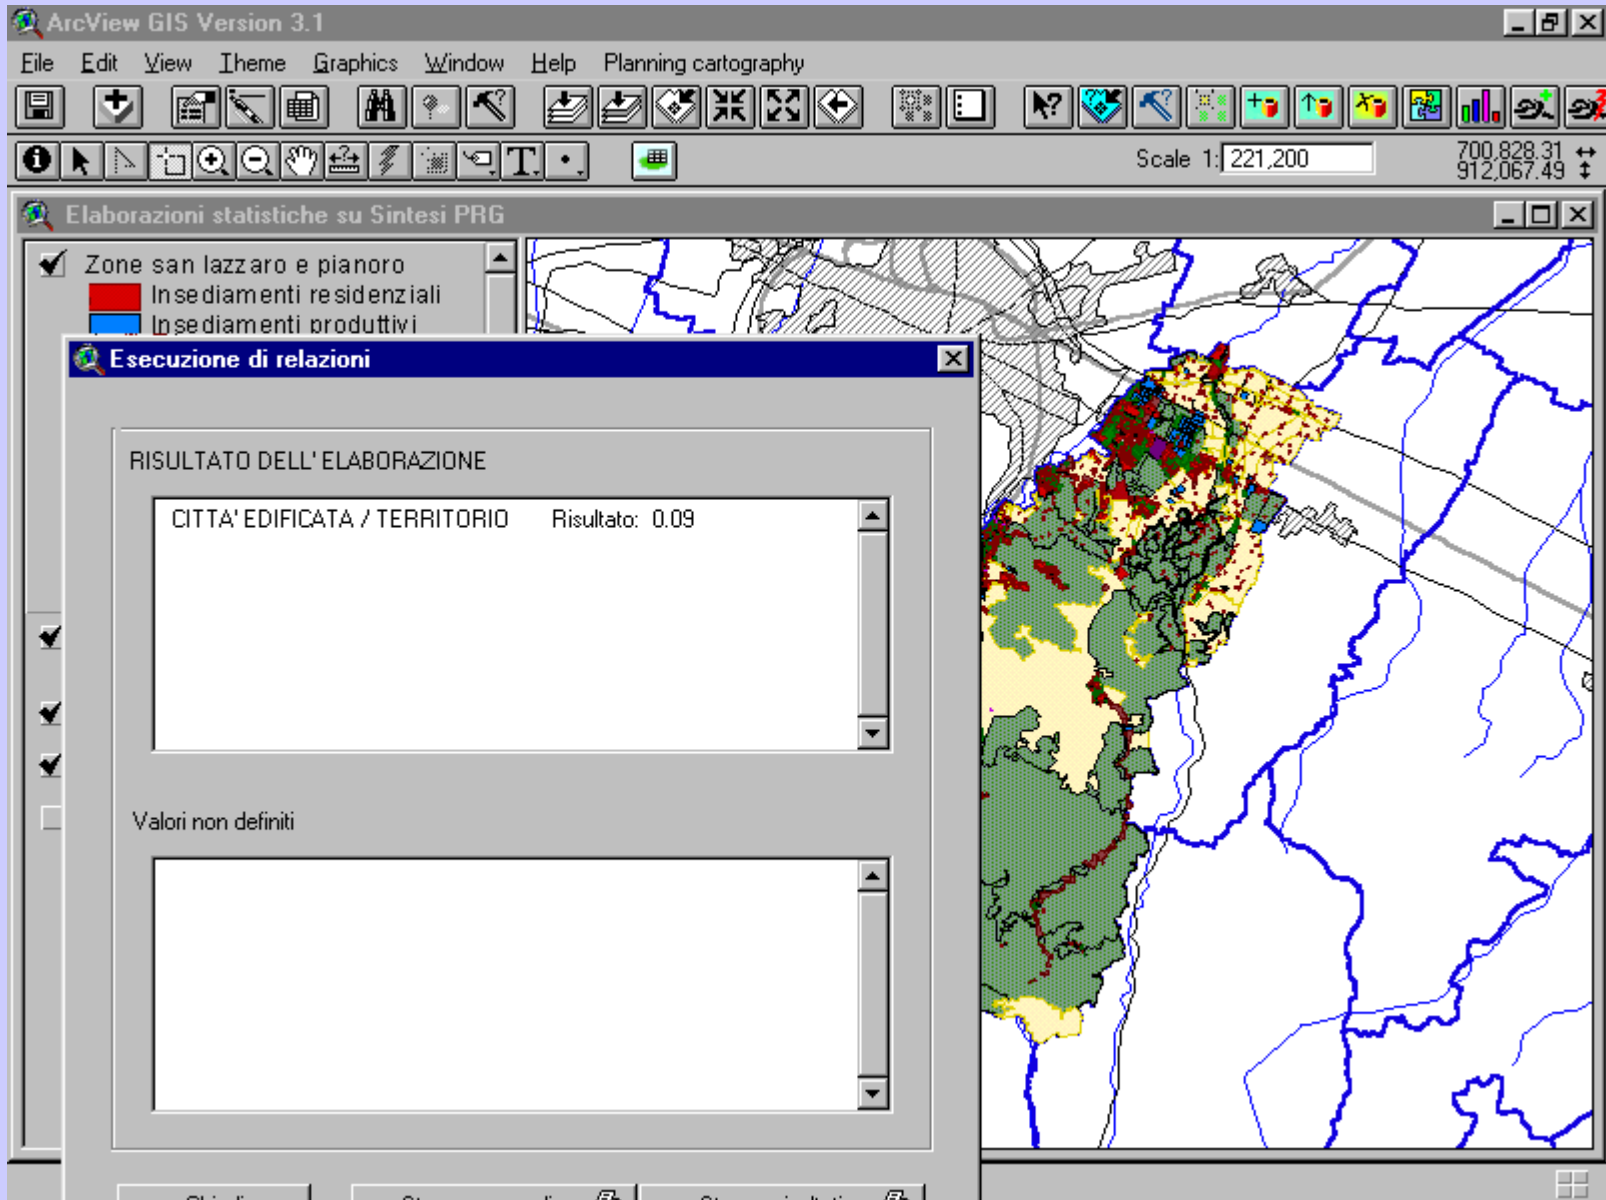 ArcView GIS Version 3.1
File Edit View Theme Graphics Window Help Planning cartography
Scale 1: 221,200
700,828.31
912,067.49
Elaborazioni statistiche su Sintesi PRG
Zone san lazzaro e pianoro
Insediamenti residenziali
Insediamenti produttivi
Esecuzione di relazioni
RISULTATO DELL' ELABORAZIONE
CITTA' EDIFICATA / TERRITORIO Risultato: 0.09
Valori non definiti